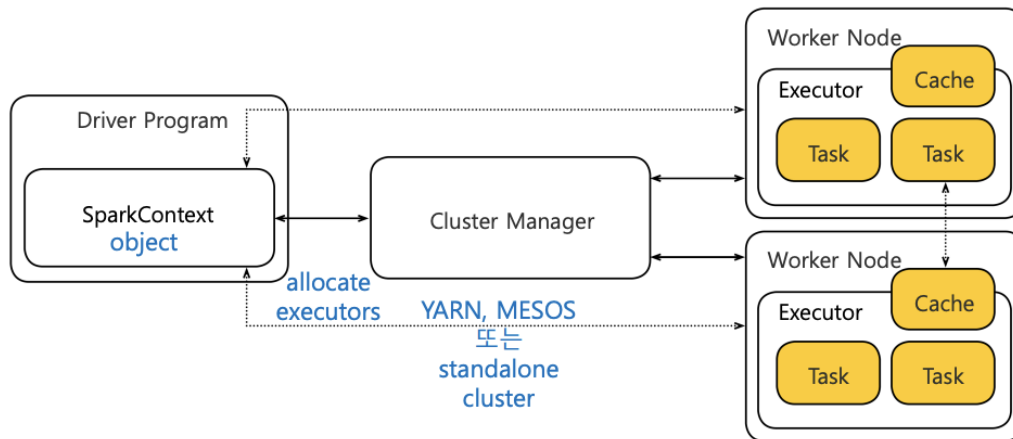 Driver Program
SparkContext
object
allocate
executors
Cluster Manager
YARN, MESOS
또는
standalone
cluster
Worker Node
Cache
Executor
Task
Task
Worker Node
Cache
Executor
Task
Task